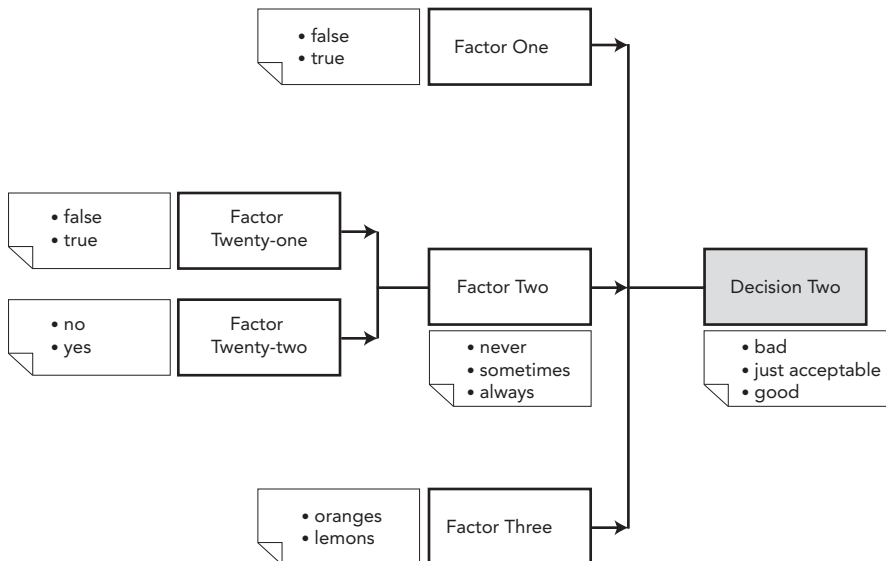 • false
• true
Factor One
• false
• true
Factor
Twenty-one
• no
• yes
Factor
Twenty-two
Factor Two
• never
• sometimes
• always
Decision Two
• bad
• just acceptable
• good
• oranges
• lemons
Factor Three